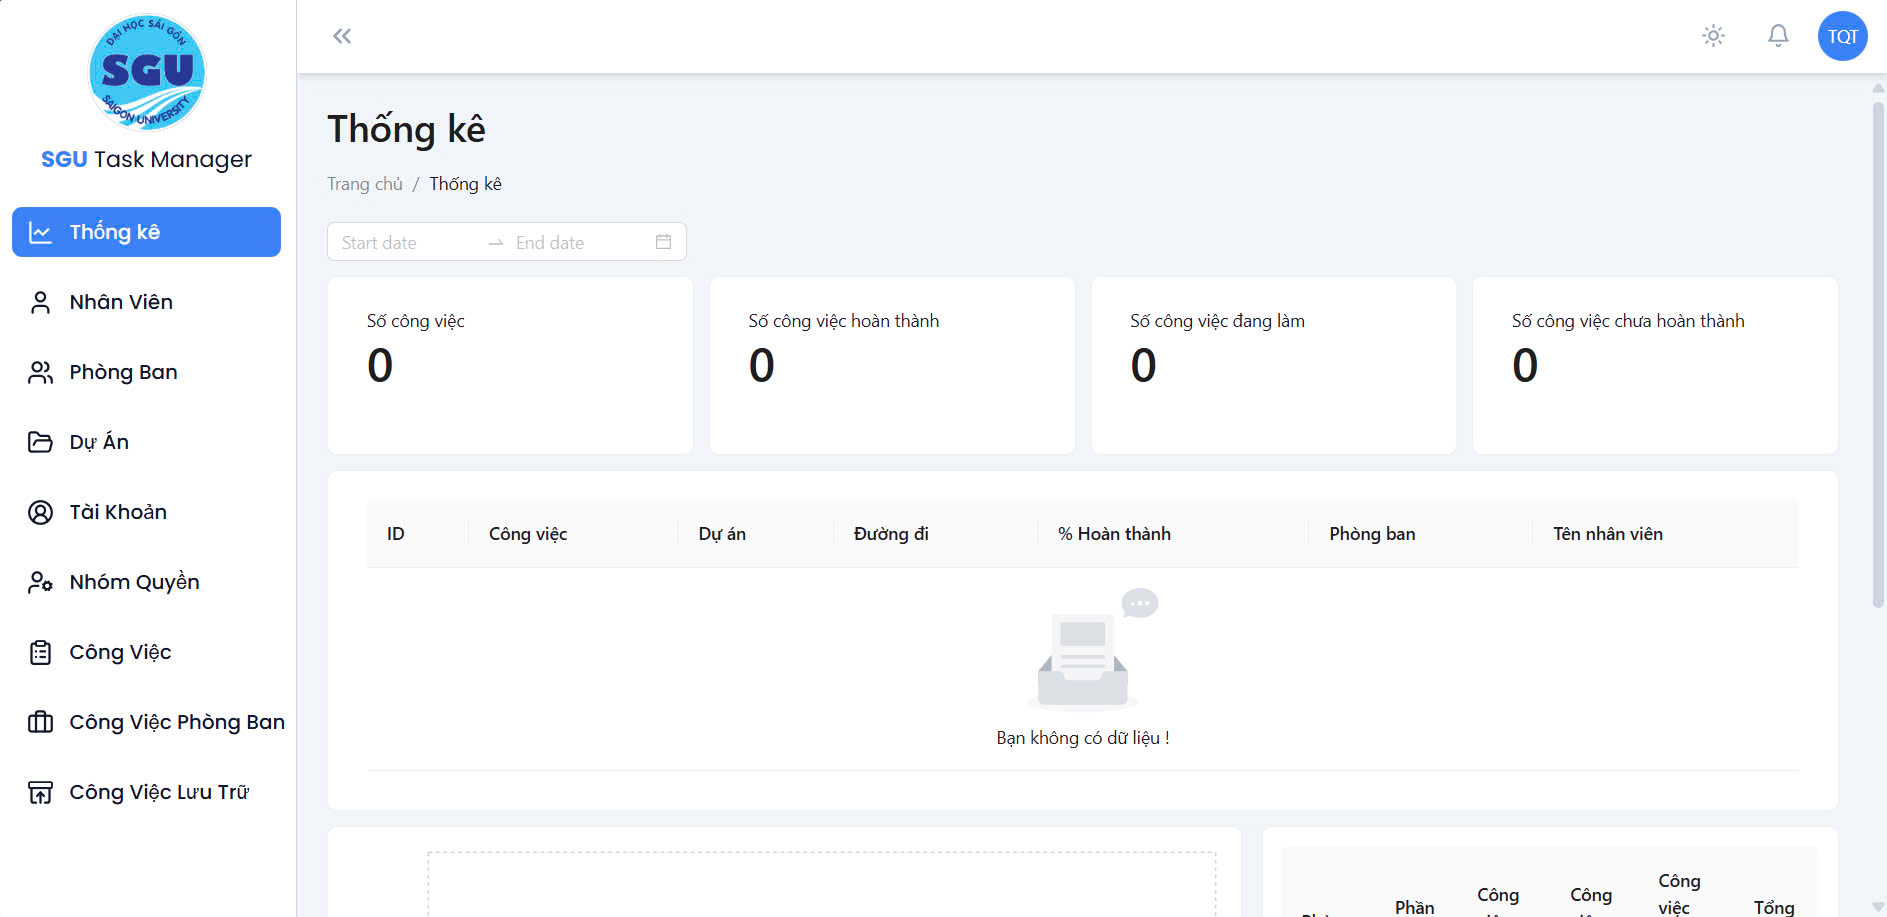 ĐẠI HỌC SÀI GÒN
SGU
SAIGON UNIVERSITY
SGU Task Manager
Thống kê
Nhân Viên
Phòng Ban
Dự Án
Tài Khoản
Nhóm Quyền
Công Việc
Công Việc Phòng Ban
Công Việc Lưu Trữ
TQT
Thống kê
Trang chủ / Thống kê
Start date → End date
Số công việc
0
Số công việc hoàn thành
0
Số công việc đang làm
0
Số công việc chưa hoàn thành
0
ID Công việc Dự án Đường đi % Hoàn thành Phòng ban Tên nhân viên
Bạn không có dữ liệu !
Công
Công Công việc
Phần Tổng